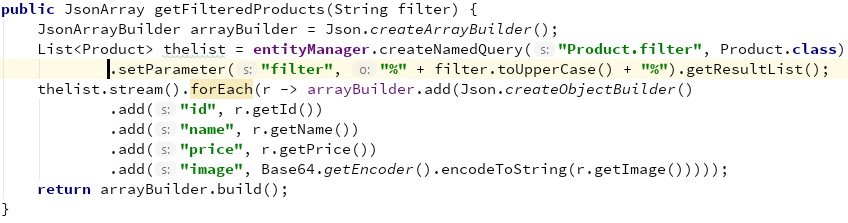 public JsonArray getFilteredProducts(String filter) {
JsonArrayBuilder arrayBuilder = Json.createArrayBuilder();
List<Product> thelist = entityManager.createNamedQuery( s: "Product.filter", Product.class)
.setParameter( s: "filter", o: "%" + filter.toUpperCase() + "%").getResultList();
thelist.stream().forEach(r -> arrayBuilder.add(Json.createObjectBuilder()
.add( s: "id", r.getId())
.add( s: "name", r.getName())
.add( s: "price", r.getPrice())
.add( s: "image", Base64.getEncoder().encodeToString(r.getImage()))));
return arrayBuilder.build();
}